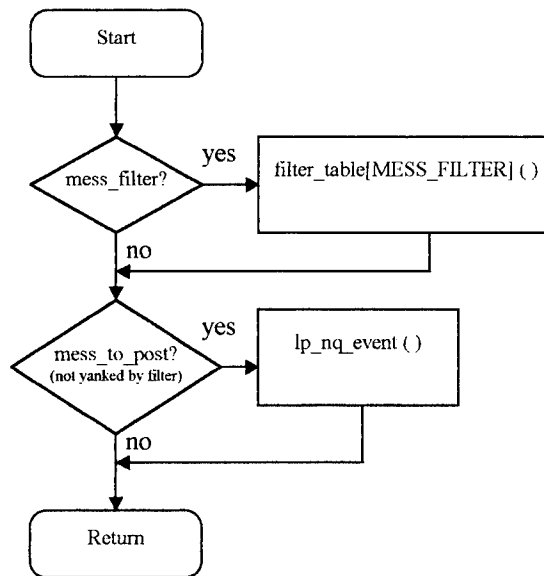 Start
yes
mess_filter?
filter_table[MESS_FILTER] ( )
no
yes
mess_to_post?
(not yanked by filter)
lp_nq_event ( )
no
Return